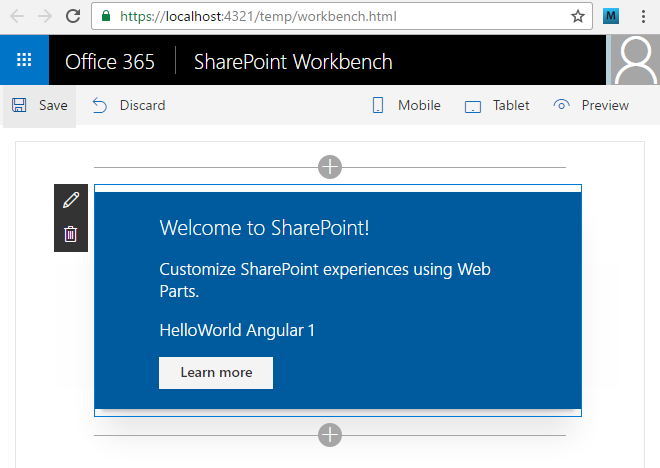 https://localhost:4321/temp/workbench.html
M
Office 365 SharePoint Workbench
Save Discard Mobile Tablet Preview
Welcome to SharePoint!
Customize SharePoint experiences using Web
Parts.
HelloWorld Angular 1
Learn more